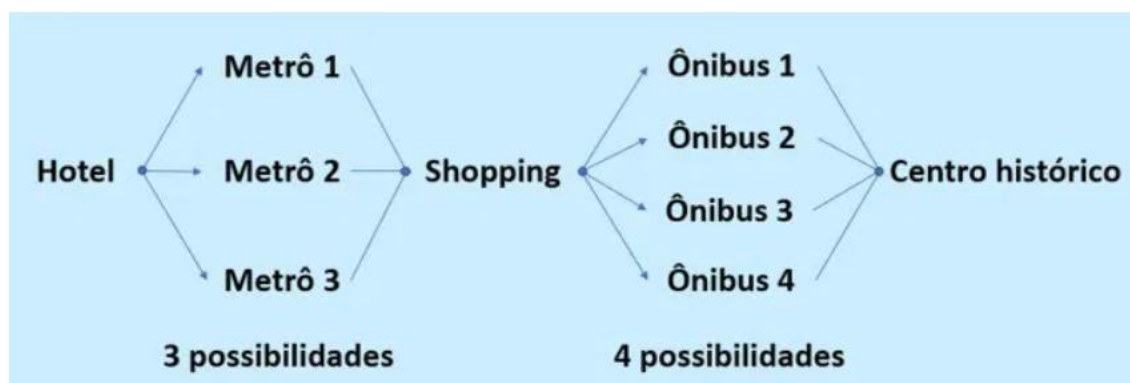 Metrô 1
Ônibus 1
Ônibus 2
Hotel
Metrô 2
Shopping
Centro histórico
Ônibus 3
Metrô 3
Ônibus 4
3 possibilidades
4 possibilidades